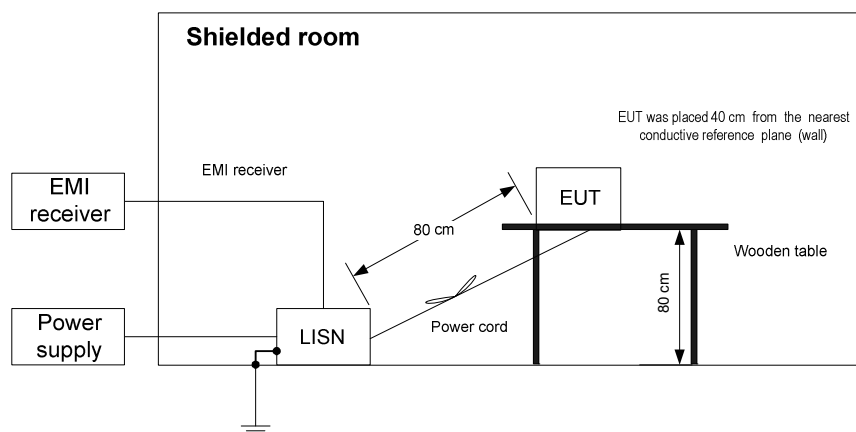 Shielded room
EUT was placed 40 cm from the nearest
conductive reference plane (wall)
EMI receiver
EMI
receiver
EUT
80 cm
Wooden table
80 cm
Power cord
Power
supply
LISN